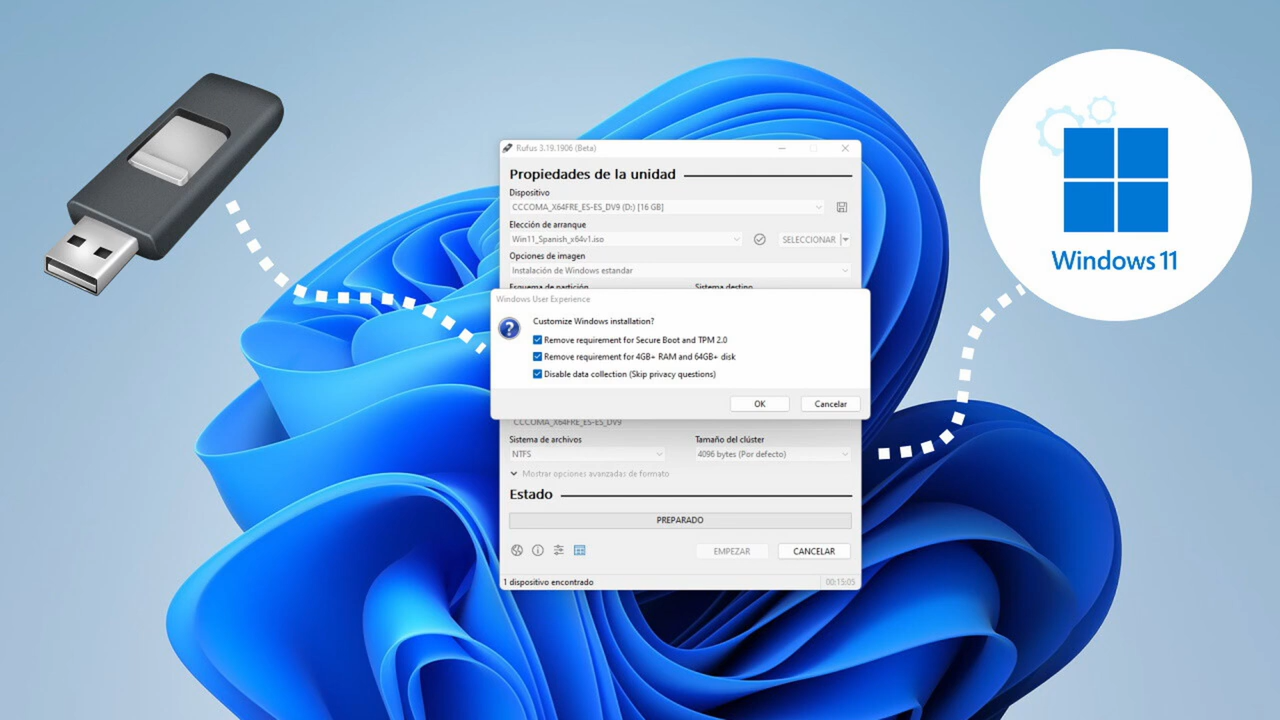 Rufus 3.19.1906 (Beta)
Propiedades de la unidad
Dispositivo
CCCOMA_X64FRE_ES-ES_DV9 (D:) [16 GB]
Elección de arranque
Win11_Spanish_x64v1.iso
SELECCIONAR
Opciones de imagen
Instalación de Windows estandar
Esquema de partición Sistema destino
Windows User Experience
Customize Windows installation?
Remove requirement for Secure Boot and TPM 2.0
Remove requirement for 4GB+ RAM and 64GB+ disk
Disable data collection (Skip privacy questions)
OK Cancelar
CCCOMA_X64FRE_ES-ES_DV9
Sistema de archivos Tamaño del clúster
NTFS 4096 bytes (Por defecto)
Mostrar opciones avanzadas de formato
Estado
PREPARADO
EMPEZAR CANCELAR
1 dispositivo encontrado 00:15:05
Windows 11